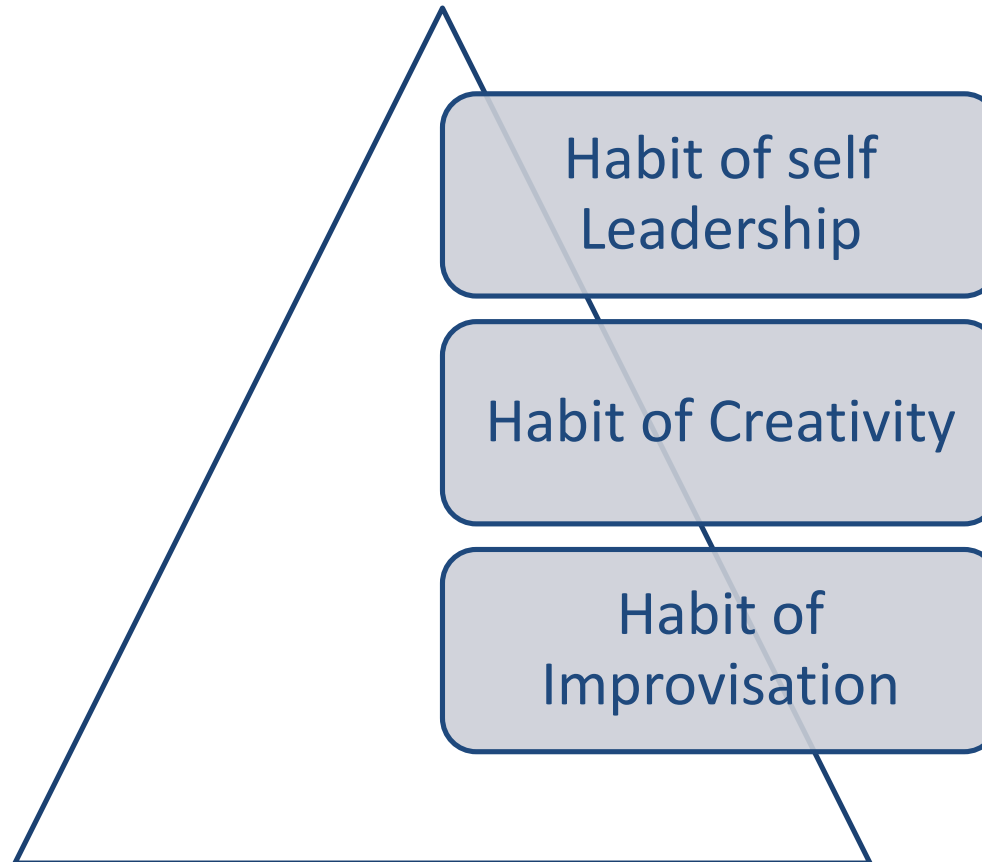 Habit of self
Leadership
Habit of Creativity
Habit of
Improvisation